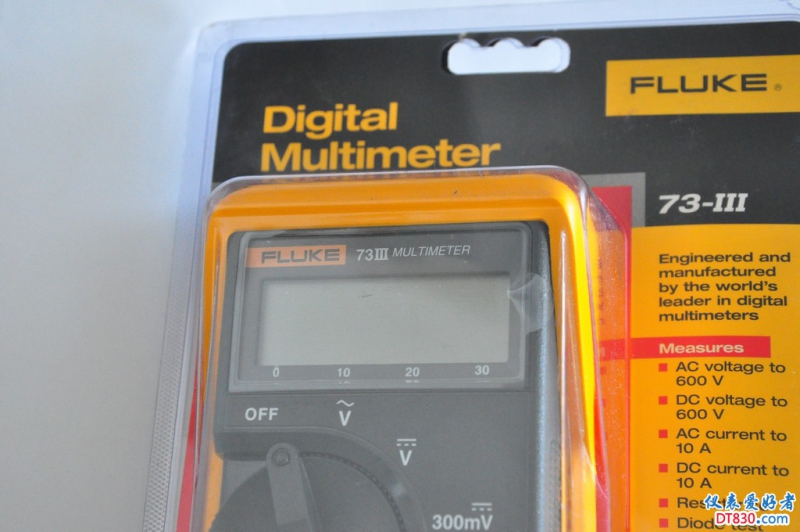 Digital
Multimeter
FLUKE®
73-III
Engineered and
manufactured
by the world's
leader in digital
multimeters
Measures
AC voltage to
600 V
DC voltage to
600 V
AC current to
10 A
DC current to
10 A
Diode test
FLUKE 73III MULTIMETER
0 10 20 30
OFF
V
V
300mV
仪表爱好者
DT830.com